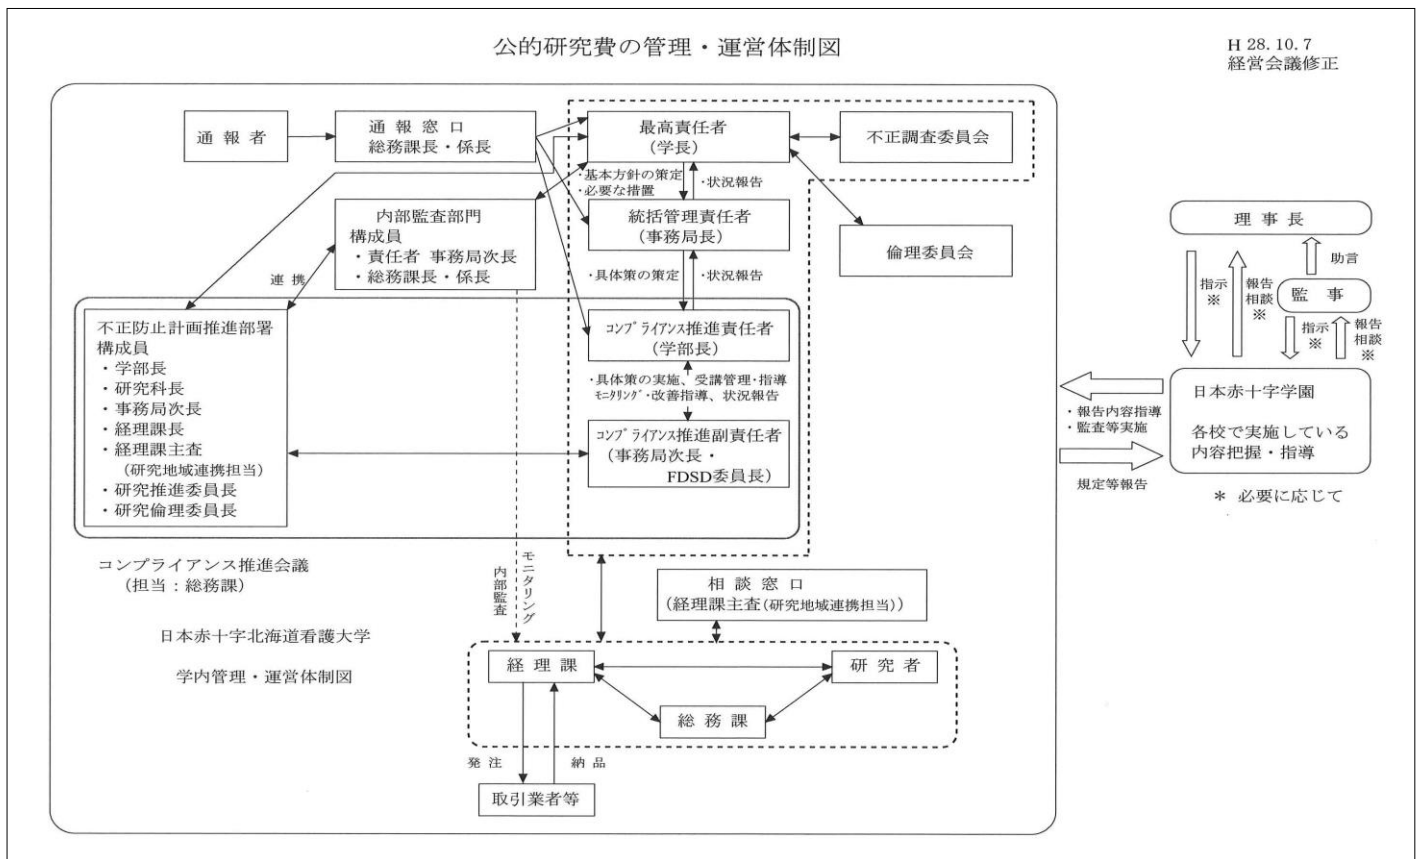 公的研究費の管理・運営体制図
H 28.10.7
経営会議修正
通 報 者
通 報 窓 口
総務課長・係長
最高責任者
(学長)
不正調査委員会
・基本方針の策定
・必要な措置
・状況報告
内部監査部門
構成員
・責任者 事務局次長
・総務課長・係長
統括管理責任者
(事務局長)
倫理委員会
連 携
・具体策の策定
・状況報告
不正防止計画推進部署
構成員
・学部長
・研究科長
・事務局次長
・経理課長
・経理課主査
(研究地域連携担当)
・研究推進委員長
・研究倫理委員長
コンプライアンス推進責任者
(学部長)
・具体策の実施、受講管理・指導
モニタリング・改善指導、状況報告
コンプライアンス推進副責任者
(事務局次長・
FDSD委員長)
コンプライアンス推進会議
(担当：総務課)
日本赤十字北海道看護大学
学内管理・運営体制図
モニタリング
内部監査
相 談 窓 口
(経理課主査(研究地域連携担当))
経 理 課
研 究 者
総 務 課
発 注
納 品
取引業者等
理 事 長
指示
※
報告
相談
※
助言
監 事
指示
※
報告
相談
※
・報告内容指導
・監査等実施
規定等報告
日本赤十字学園
各校で実施している
内容把握・指導
* 必要に応じて